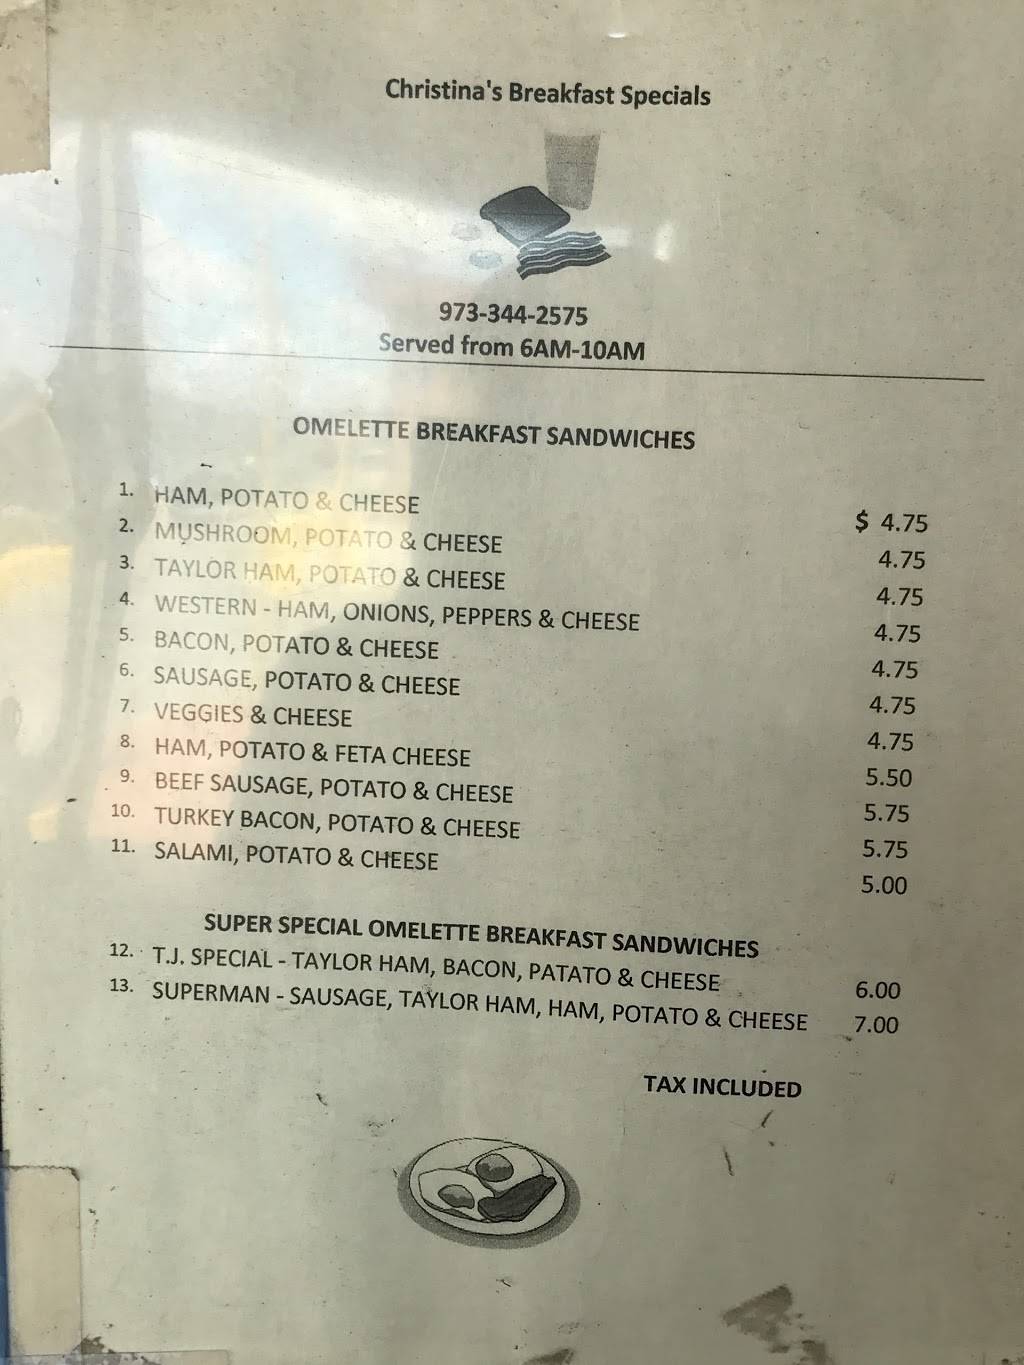 Christina's Breakfast Specials
973-344-2575
Served from 6AM-10AM
OMELETTE BREAKFAST SANDWICHES
1. HAM, POTATO & CHEESE $ 4.75
2. MUSHROOM, POTATO & CHEESE 4.75
3. TAYLOR HAM, POTATO & CHEESE 4.75
4. WESTERN - HAM, ONIONS, PEPPERS & CHEESE 4.75
5. BACON, POTATO & CHEESE 4.75
6. SAUSAGE, POTATO & CHEESE 4.75
7. VEGGIES & CHEESE 4.75
8. HAM, POTATO & FETA CHEESE 5.50
9. BEEF SAUSAGE, POTATO & CHEESE 5.75
10. TURKEY BACON, POTATO & CHEESE 5.75
11. SALAMI, POTATO & CHEESE 5.00
SUPER SPECIAL OMELETTE BREAKFAST SANDWICHES
12. T.J. SPECIAL - TAYLOR HAM, BACON, PATATO & CHEESE 6.00
13. SUPERMAN - SAUSAGE, TAYLOR HAM, HAM, POTATO & CHEESE 7.00
TAX INCLUDED